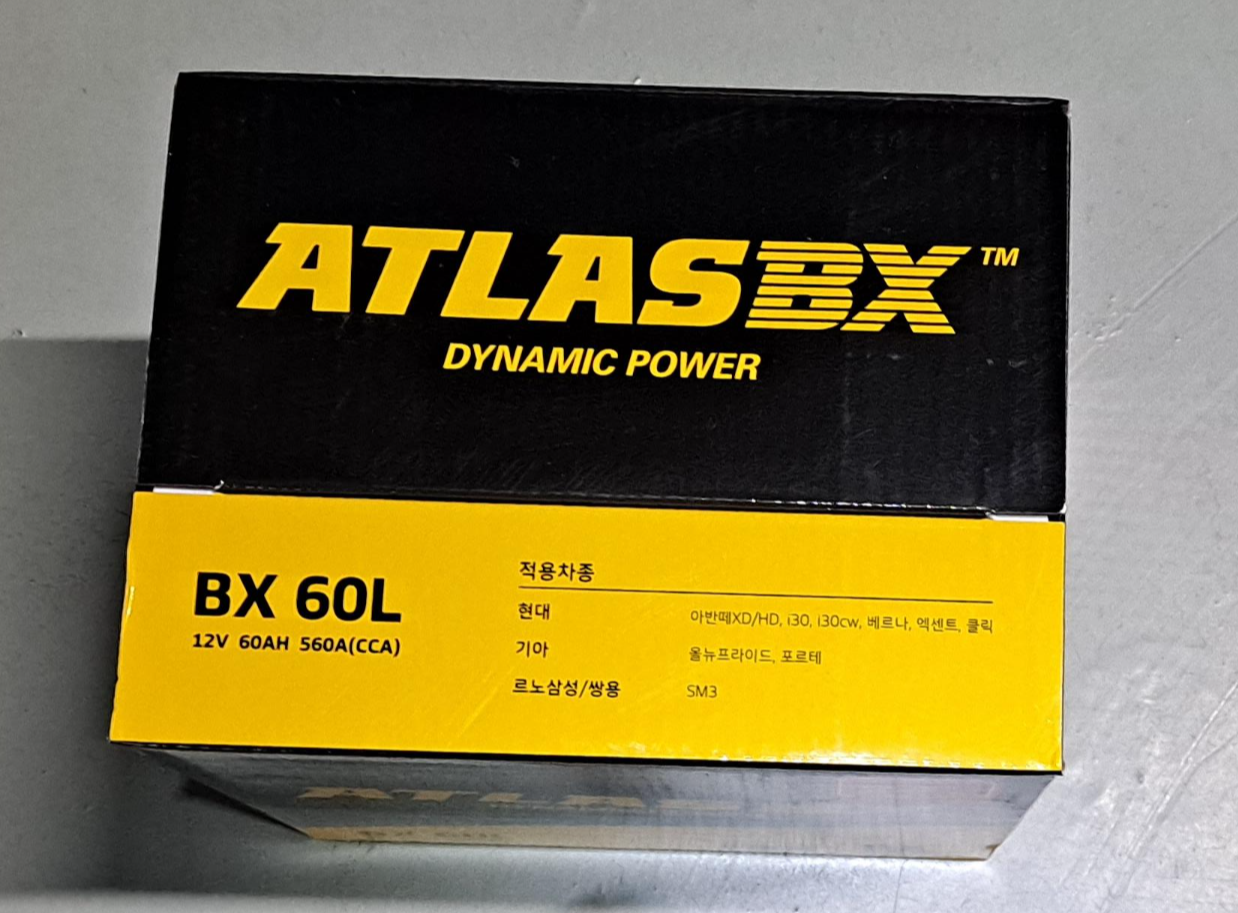 ATLASBX™
DYNAMIC POWER
BX 60L
12V 60AH 560A(CCA)
적용차종
현대 아반떼XD/HD, i30, i30cw, 베르나, 엑센트, 클릭
기아 올뉴프라이드, 포르테
르노삼성/쌍용 SM3